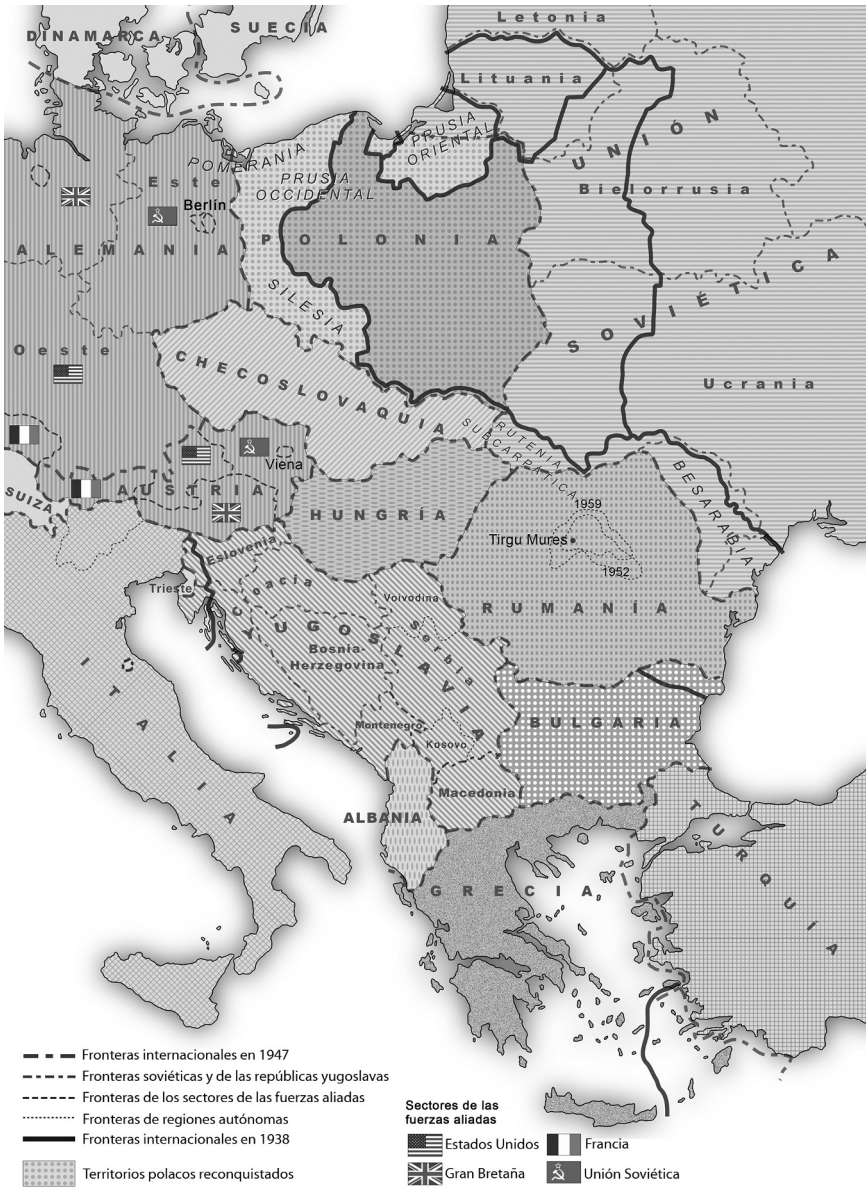 Letonia
DINAMARCA
SUECIA
Lituania
PRUSIA
ORIENTAL
UNIÓN
POMERANIA
Este
PRUSIA
OCCIDENTAL
Bielorrusia
Berlín
ALEMANIA
POLONIA
SOVIÉTICA
SILESIA
Oeste
CHECOSLOVAQUIA
Ucrania
RUTENIA
SUBCARPÁTICA
Viena
BESARABIA
SUIZA
AUSTRIA
HUNGRÍA
1959
Tirgu Mures
1952
Eslovenia
Trieste
Croacia
Voivodina
RUMANÍA
YUGOSLAVIA
Serbia
Bosnia-
Herzegovina
ITALIA
Montenegro
Kosovo
BULGARIA
Macedonia
ALBANIA
TURQUÍA
GRECIA
Fronteras internacionales en 1947
Fronteras soviéticas y de las repúblicas yugoslavas
Fronteras de los sectores de las fuerzas aliadas
Fronteras de regiones autónomas
Fronteras internacionales en 1938
Territorios polacos reconquistados
Sectores de las
fuerzas aliadas
Estados Unidos
Francia
Gran Bretaña
Unión Soviética